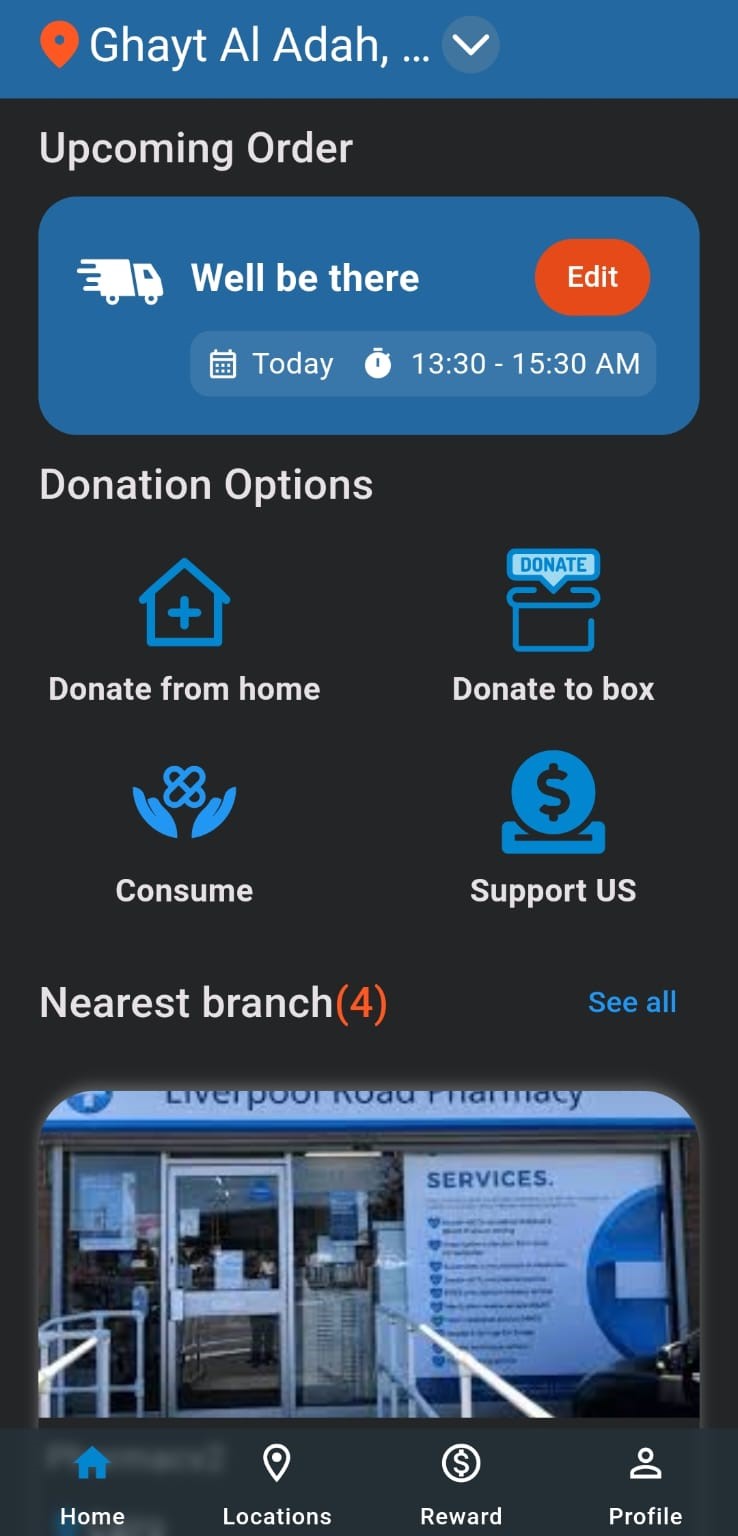 Ghayt Al Adah, ...
Upcoming Order
Well be there
Edit
Today 13:30 - 15:30 AM
Donation Options
DONATE
Donate from home
Donate to box
Consume
Support US
Nearest branch(4)
See all
Liverpool Road Pharmacy
SERVICES.
Home
Locations
Reward
Profile